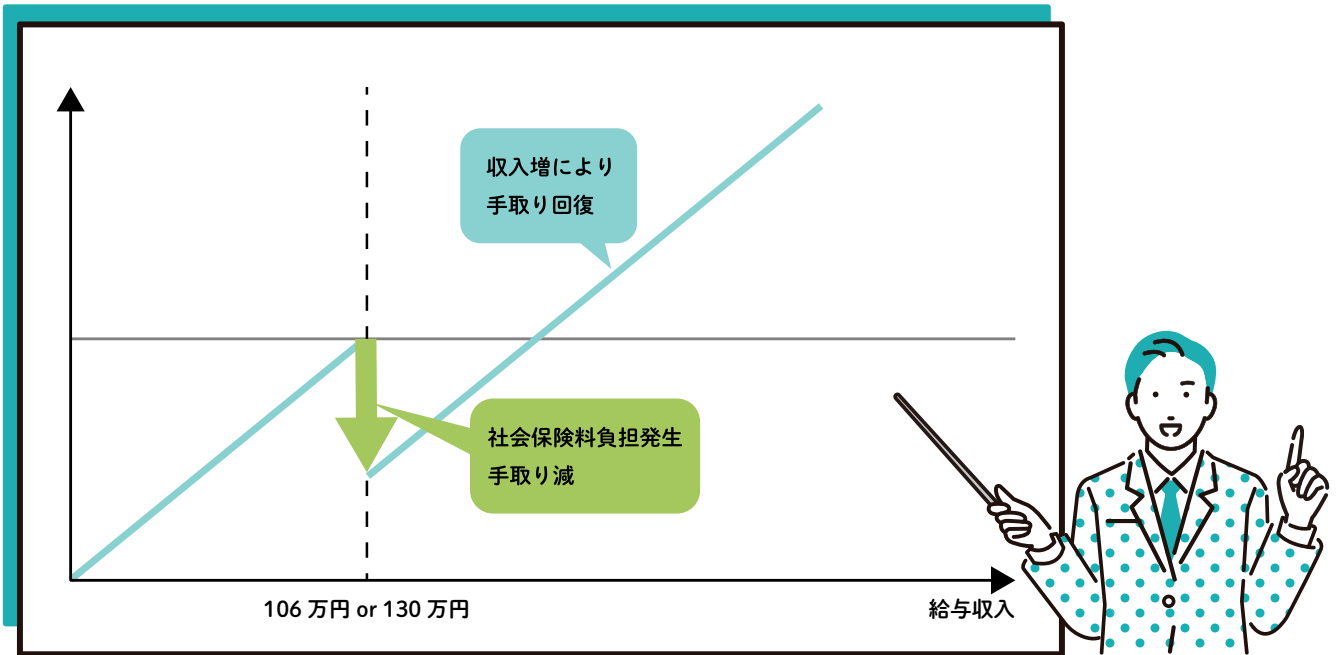 収入増により
手取り回復
社会保険料負担発生
手取り減
106 万円 or 130 万円
給与収入